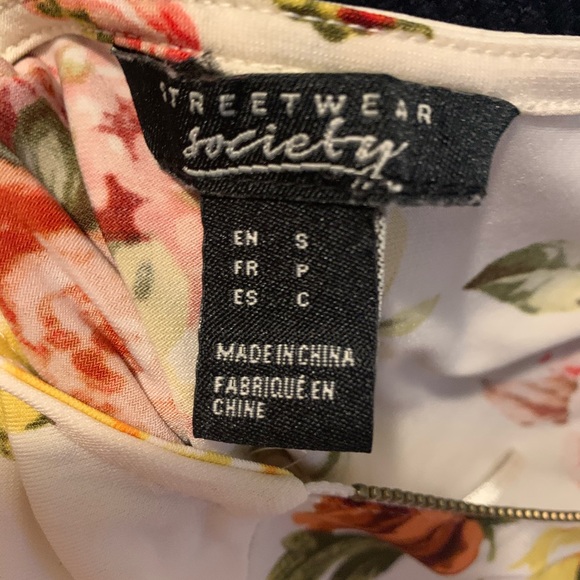 STREETWEAR
society
EN S
FR P
ES C
MADE IN CHINA
FABRIQUÉ EN
CHINE